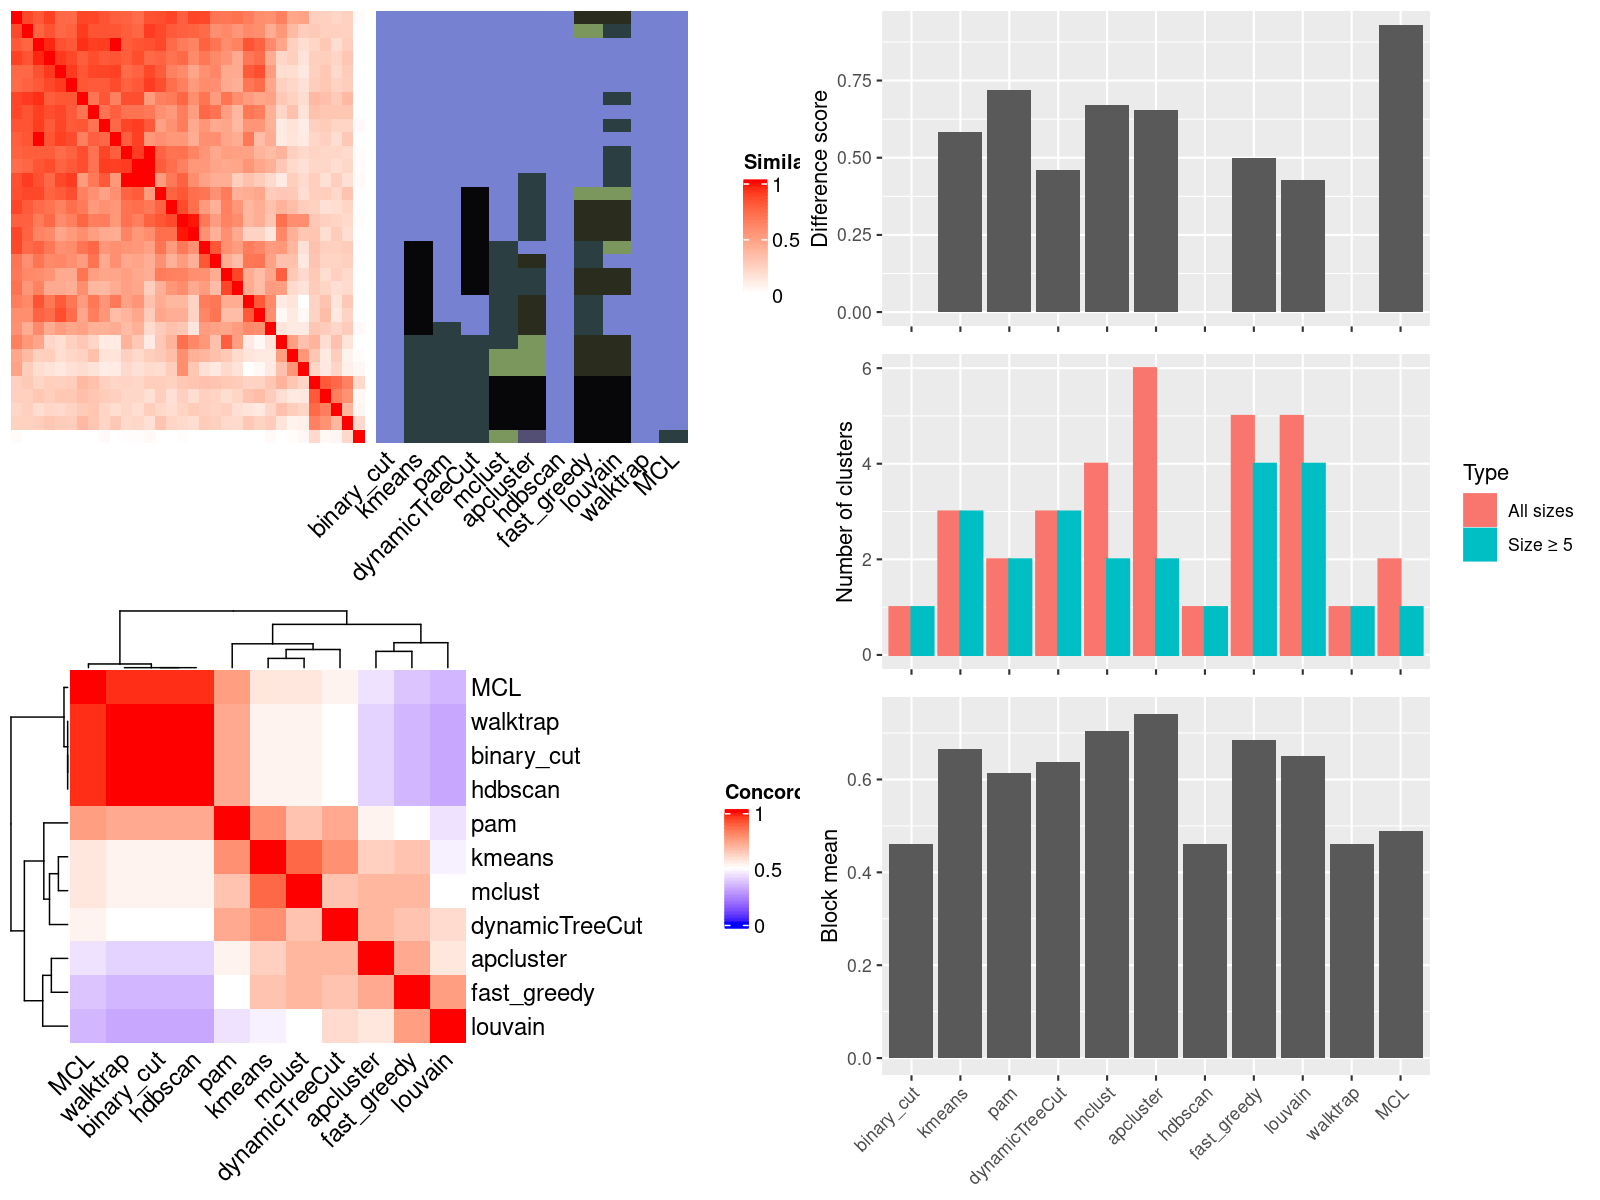 Simila
1
0.5
0
binary_cut
kmeans
pam
dynamicTreeCut
mclust
apcluster
hdbscan
fast_greedy
louvain
walktrap
MCL
MCL
walktrap
binary_cut
hdbscan
pam
kmeans
mclust
dynamicTreeCut
apcluster
fast_greedy
louvain
MCL
walktrap
binary_cut
hdbscan
pam
kmeans
mclust
dynamicTreeCut
apcluster
fast_greedy
louvain
Concord
1
0.5
0
Difference score
0.75
0.50
0.25
0.00
Number of clusters
6
4
2
0
Type
All sizes
Size ≥ 5
Block mean
0.6
0.4
0.2
0.0
binary_cut
kmeans
pam
dynamicTreeCut
mclust
apcluster
hdbscan
fast_greedy
louvain
walktrap
MCL